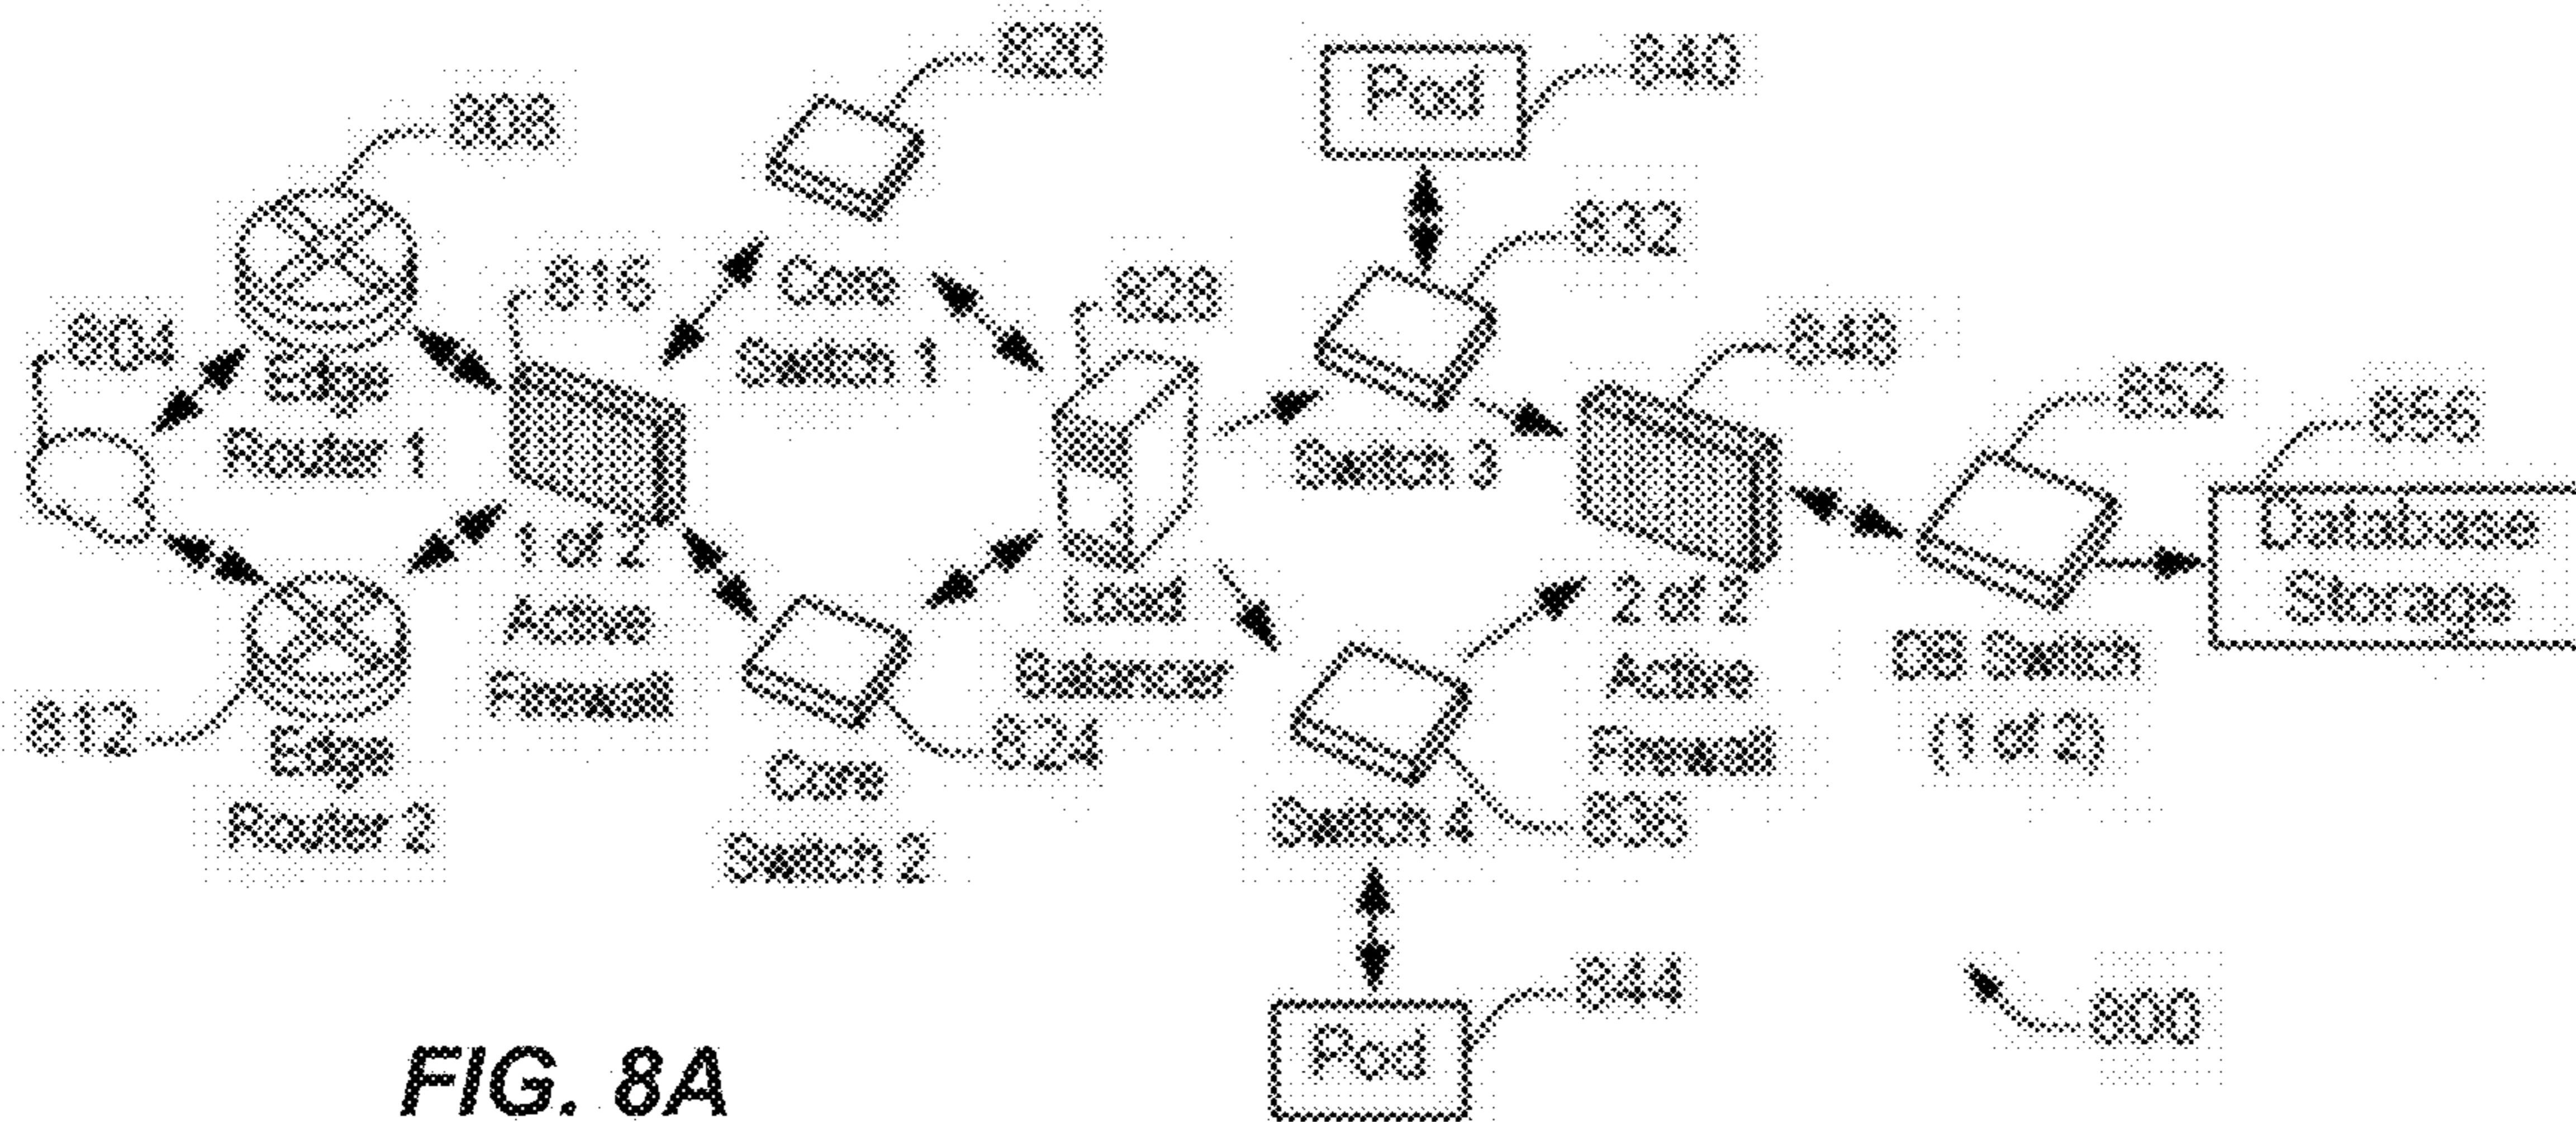 820
840
808
Pod
832
816
Core
828
848
804
Switch 1
Edge
852
856
Router 1
Switch 3
Database
1 of 2
Load
2 of 2
Storage
Active
Balancer
Active
DB Switch
Firewall
Firewall
(1 of 2)
812
824
Edge
Core
Switch 4
836
Router 2
Switch 2
844
Pod
800
FIG. 8A